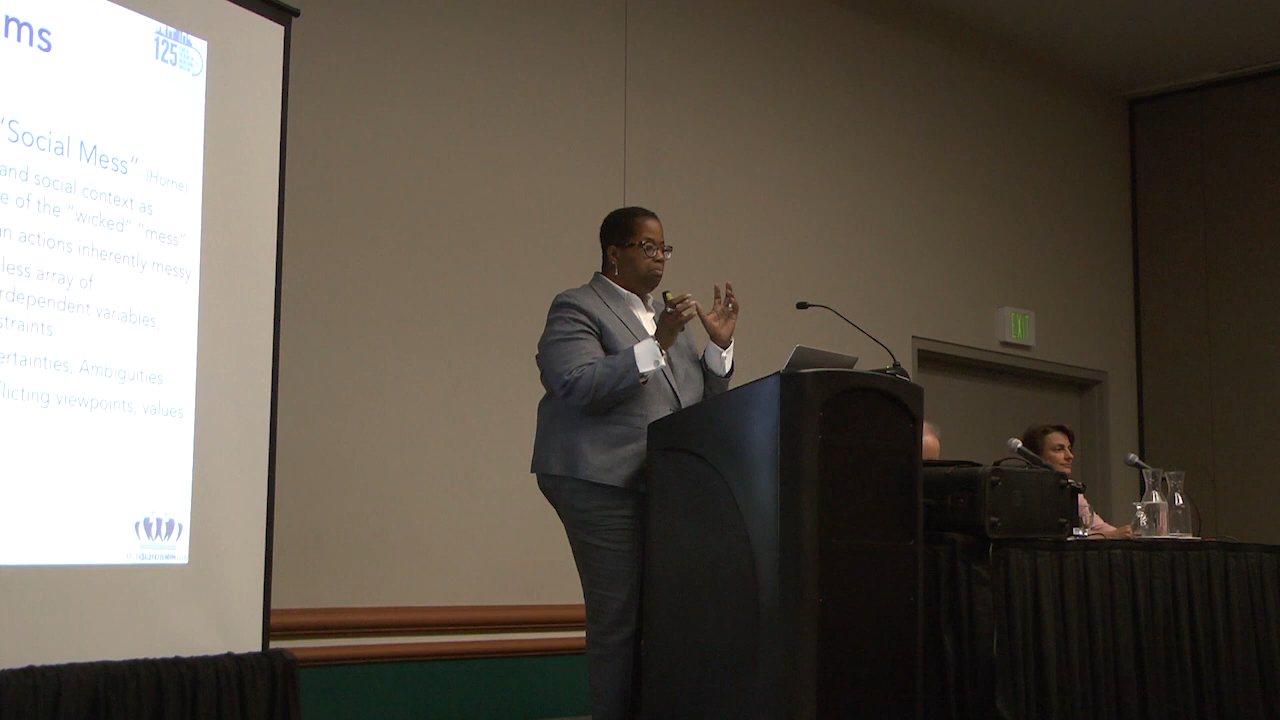 ms
125
"Social Mess" (Horne
and social context as
e of the "wicked" "mess"
n actions inherently messy
less array of
rdependent variables,
straints
ertainties, Ambiguities
flicting viewpoints, values
EXIT